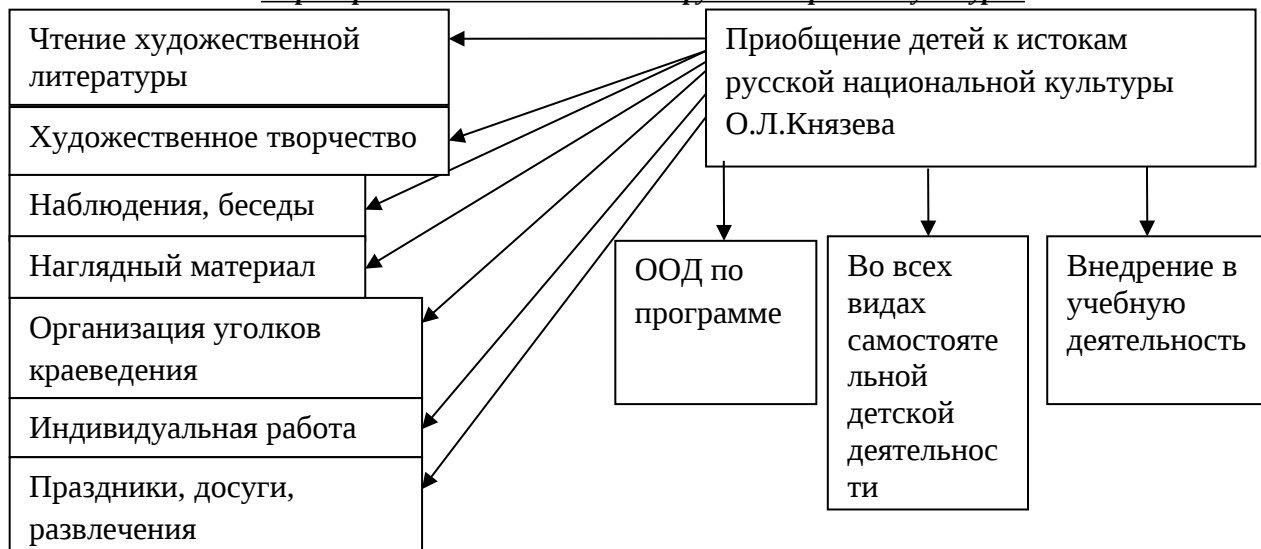 Чтение художественной
литературы
Художественное творчество
Наблюдения, беседы
Наглядный материал
Организация уголков
краеведения
Индивидуальная работа
Праздники, досуги,
развлечения
Приобщение детей к истокам
русской национальной культуры
О.Л.Князева
ООД по
программе
Во всех
видах
самостояте
льной
детской
деятельнос
ти
Внедрение в
учебную
деятельность